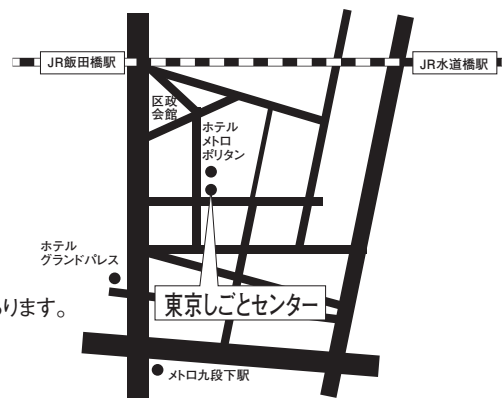 JR飯田橋駅
JR水道橋駅
区政
会館
ホテル
メトロ
ポリタン
ホテル
グランドパレス
東京しごとセンター
ります。
メトロ九段下駅